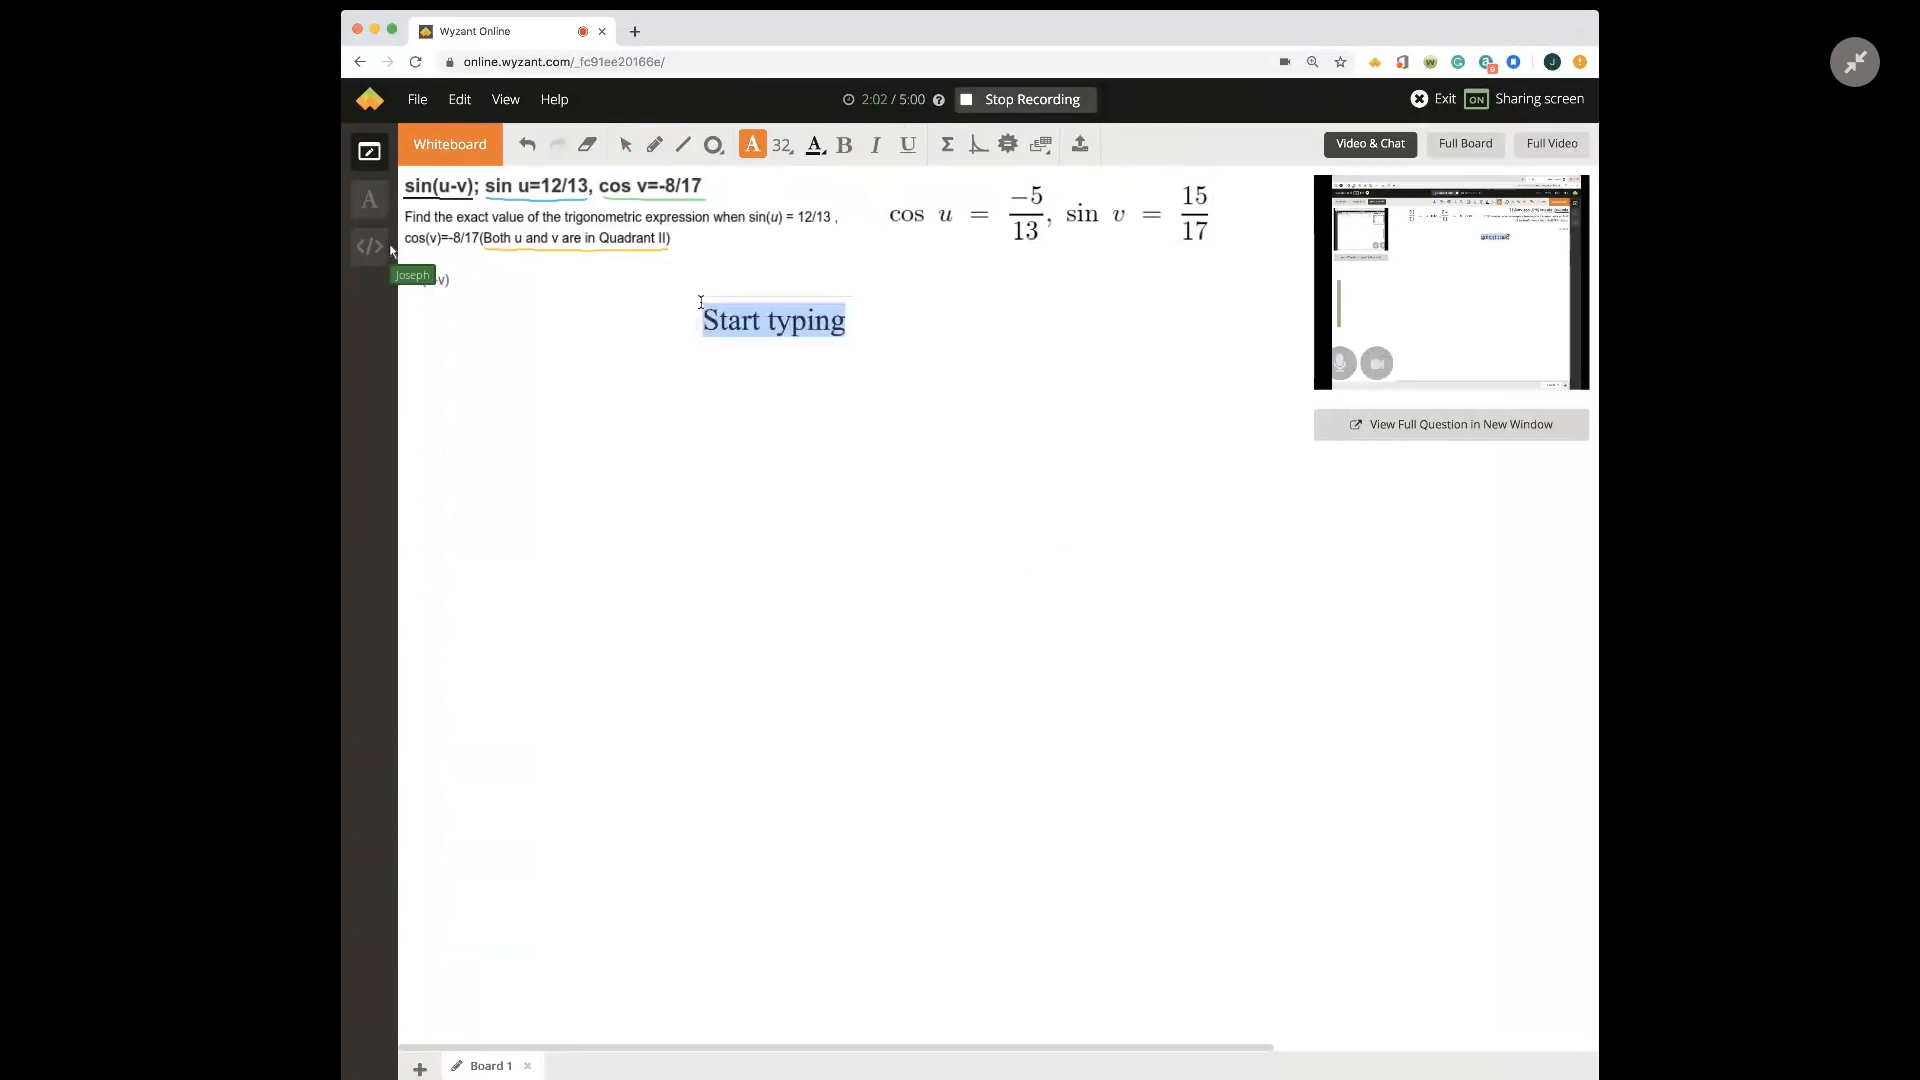 Wyzant Online
online.wyzant.com/_fc91ee20166e/
File Edit View Help
2:02 / 5:00
Stop Recording
Exit
ON
Sharing screen
Whiteboard
A 32 A B I U Σ
Video & Chat
Full Board
Full Video
sin(u-v); sin u=12/13, cos v=-8/17
Find the exact value of the trigonometric expression when sin(u) = 12/13 ,
cos(v)=-8/17(Both u and v are in Quadrant II)
cos u = −5/13, sin v = 15/17
A
</>
Joseph
-v)
Start typing
View Full Question in New Window
Board 1